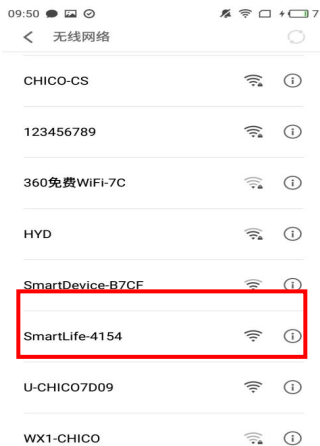 09:50 7
无线网络
CHICO-CS
123456789
360免费WiFi-7C
HYD
SmartDevice-B7CF
SmartLife-4154
U-CHICO7D09
WX1-CHICO